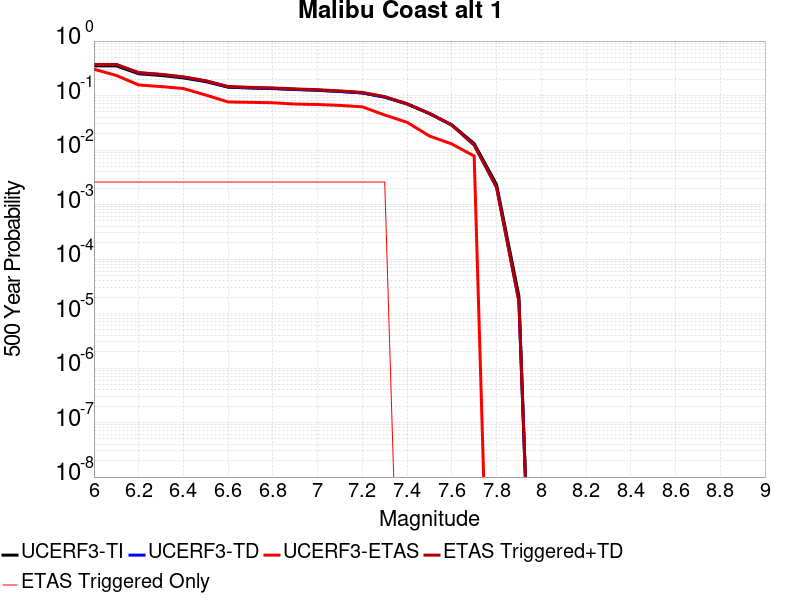 Malibu Coast alt 1
10^0
10^-1
10^-2
10^-3
10^-4
10^-5
10^-6
10^-7
10^-8
500 Year Probability
6 6.2 6.4 6.6 6.8 7 7.2 7.4 7.6 7.8 8 8.2 8.4 8.6 8.8 9
Magnitude
UCERF3-TI UCERF3-TD UCERF3-ETAS ETAS Triggered+TD
ETAS Triggered Only